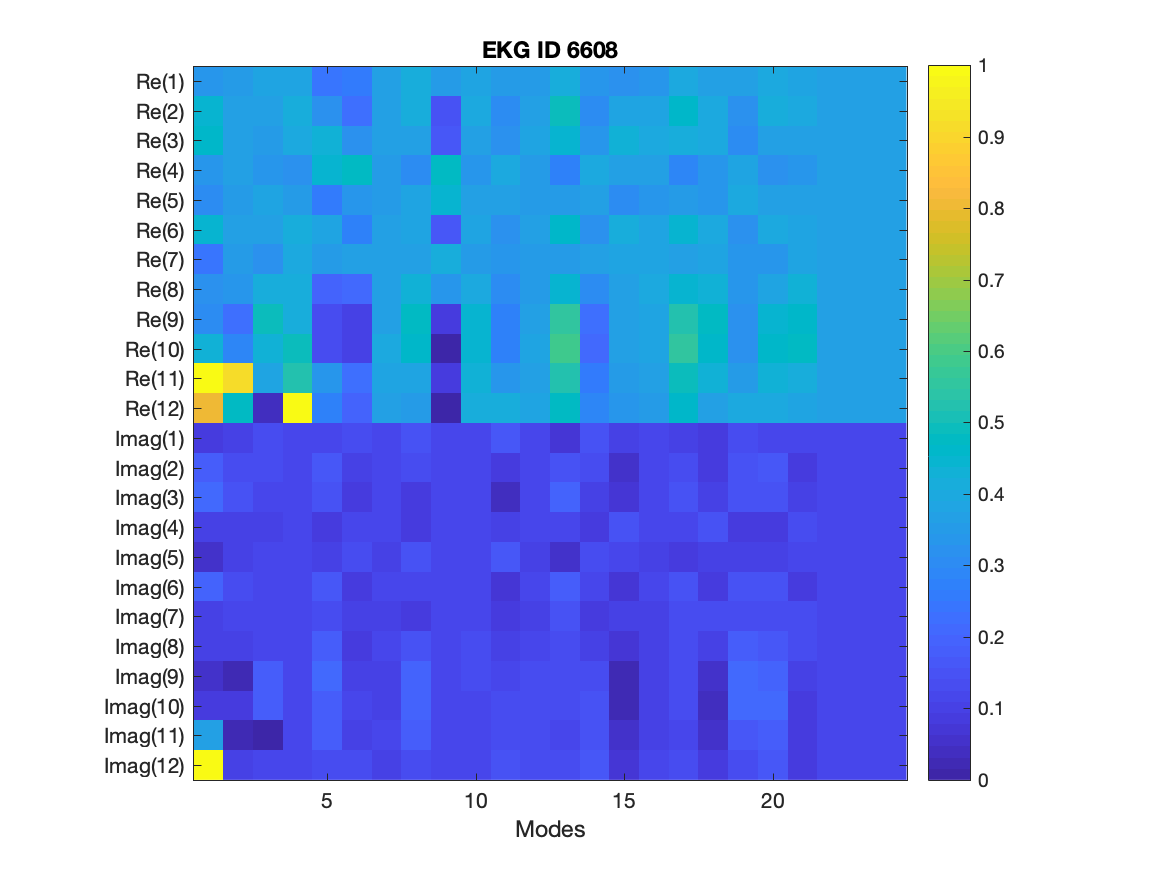 EKG ID 6608
Re(1)
Re(2)
Re(3)
Re(4)
Re(5)
Re(6)
Re(7)
Re(8)
Re(9)
Re(10)
Re(11)
Re(12)
Imag(1)
Imag(2)
Imag(3)
Imag(4)
Imag(5)
Imag(6)
Imag(7)
Imag(8)
Imag(9)
Imag(10)
Imag(11)
Imag(12)
5 10 15 20
Modes
1
0.9
0.8
0.7
0.6
0.5
0.4
0.3
0.2
0.1
0